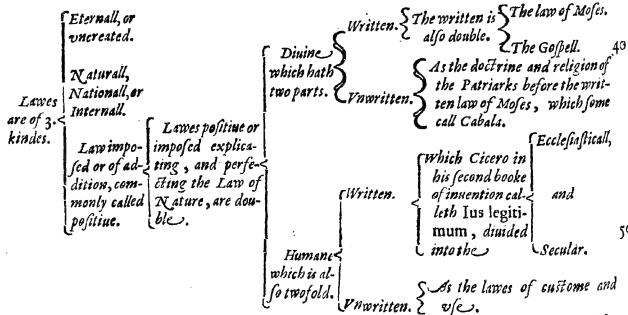 Lawes
are of 3.
kindes.
Eternall, or
vncreated.
Naturall,
Nationall, or
Internall.
Law impo-
ſed or of ad-
dition, com-
monly called
poſitiue.
Lawes poſitiue or
impoſed explica-
ting, and perfe-
cting the Law of
Nature, are dou-
ble.
Diuine
which hath
two parts.
Written.
The written is
alſo double.
The law of Moſes.
The Goſpell.
40
Vnwritten.
As the doctrine and religion of
the Patriarks before the writ-
ten law of Moſes, which ſome
call Cabala.
Humane
which is al-
ſo twofold.
Written.
Which Cicero in
his ſecond booke
of inuention cal-
leth Ius legiti-
mum, diuided
into the
Eccleſiaſticall,
and
Secular.
Vnwritten.
As the lawes of cuſtome and
vſe.